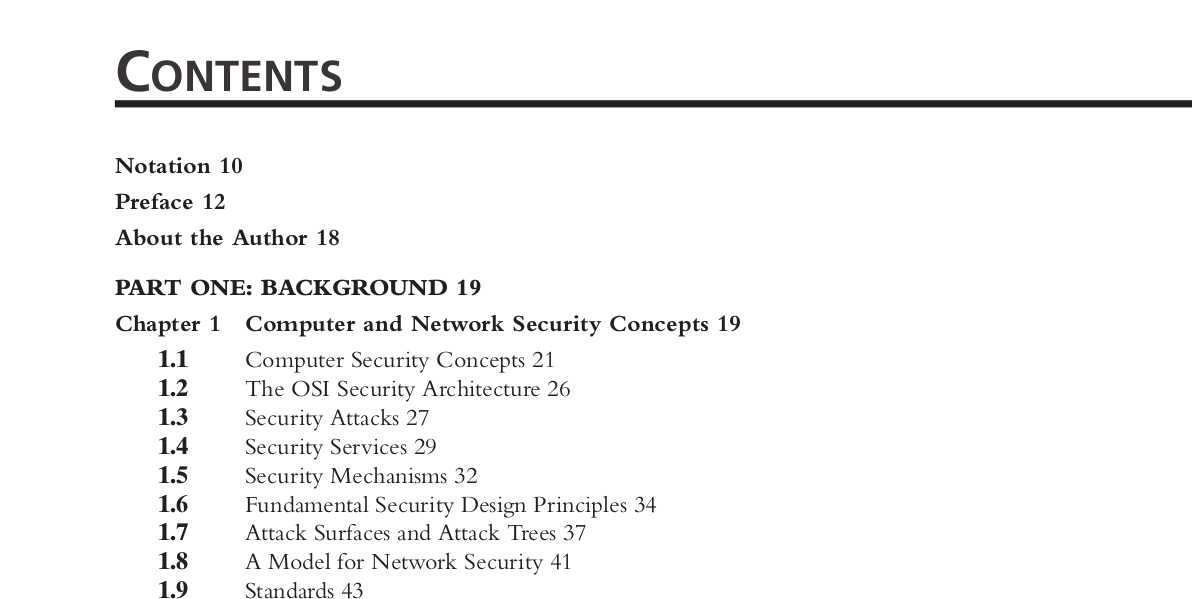 CONTENTS
Notation 10
Preface 12
About the Author 18
PART ONE: BACKGROUND 19
Chapter 1 Computer and Network Security Concepts 19
1.1 Computer Security Concepts 21
1.2 The OSI Security Architecture 26
1.3 Security Attacks 27
1.4 Security Services 29
1.5 Security Mechanisms 32
1.6 Fundamental Security Design Principles 34
1.7 Attack Surfaces and Attack Trees 37
1.8 A Model for Network Security 41
1.9 Standards 43